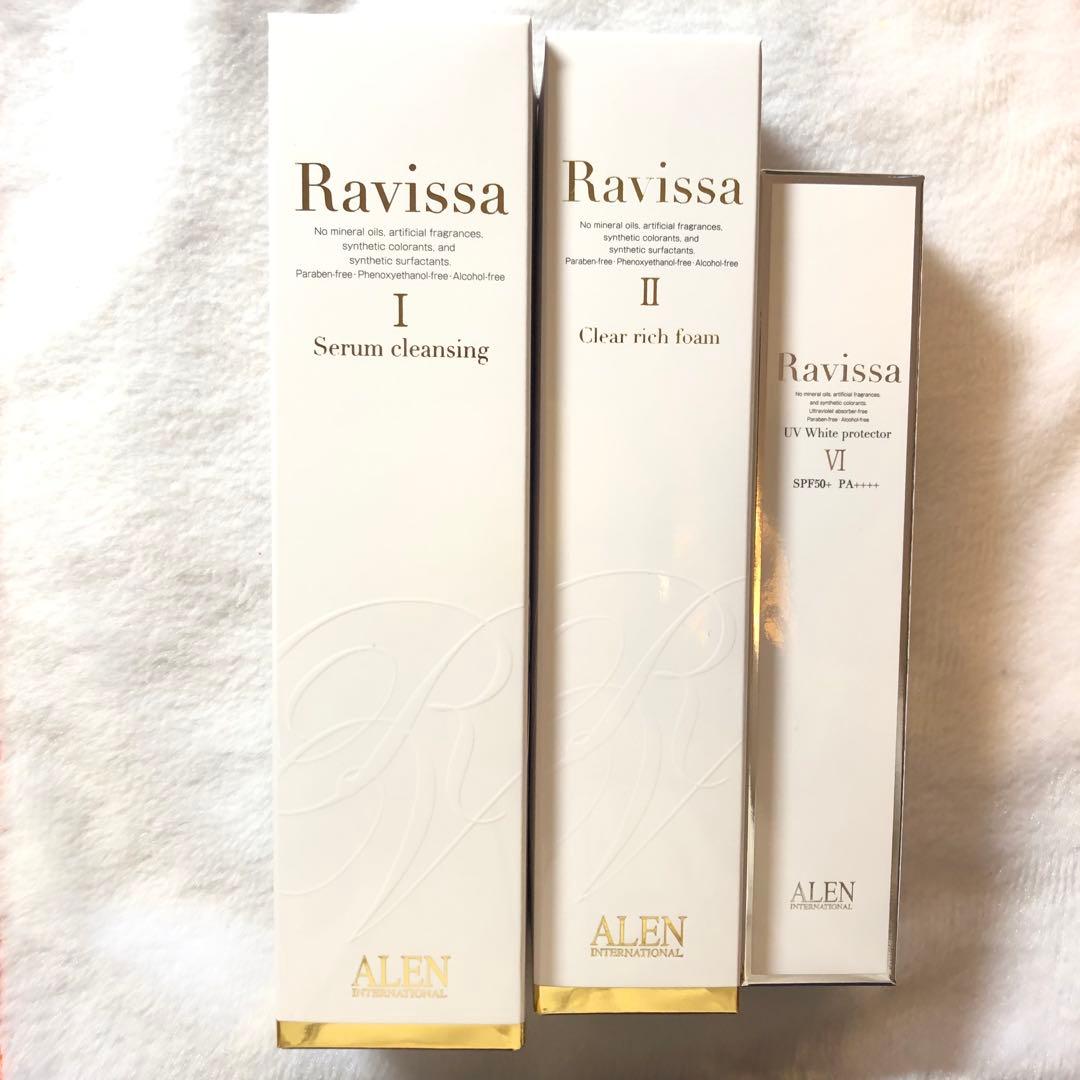 Ravissa
No mineral oils, artificial fragrances,
synthetic colorants, and
synthetic surfactants.
Paraben-free·Phenoxyethanol-free·Alcohol-free
I
Serum cleansing
ALEN
INTERNATIONAL
Ravissa
No mineral oils, artificial fragrances,
synthetic colorants, and
synthetic surfactants.
Paraben-free·Phenoxyethanol-free·Alcohol-free
II
Clear rich foam
ALEN
INTERNATIONAL
Ravissa
No mineral oils, artificial fragrances,
and synthetic colorants.
Ultraviolet absorber-free
Paraben-free·Alcohol-free
UV White protector
VI
SPF50+ PA++++
ALEN
INTERNATIONAL